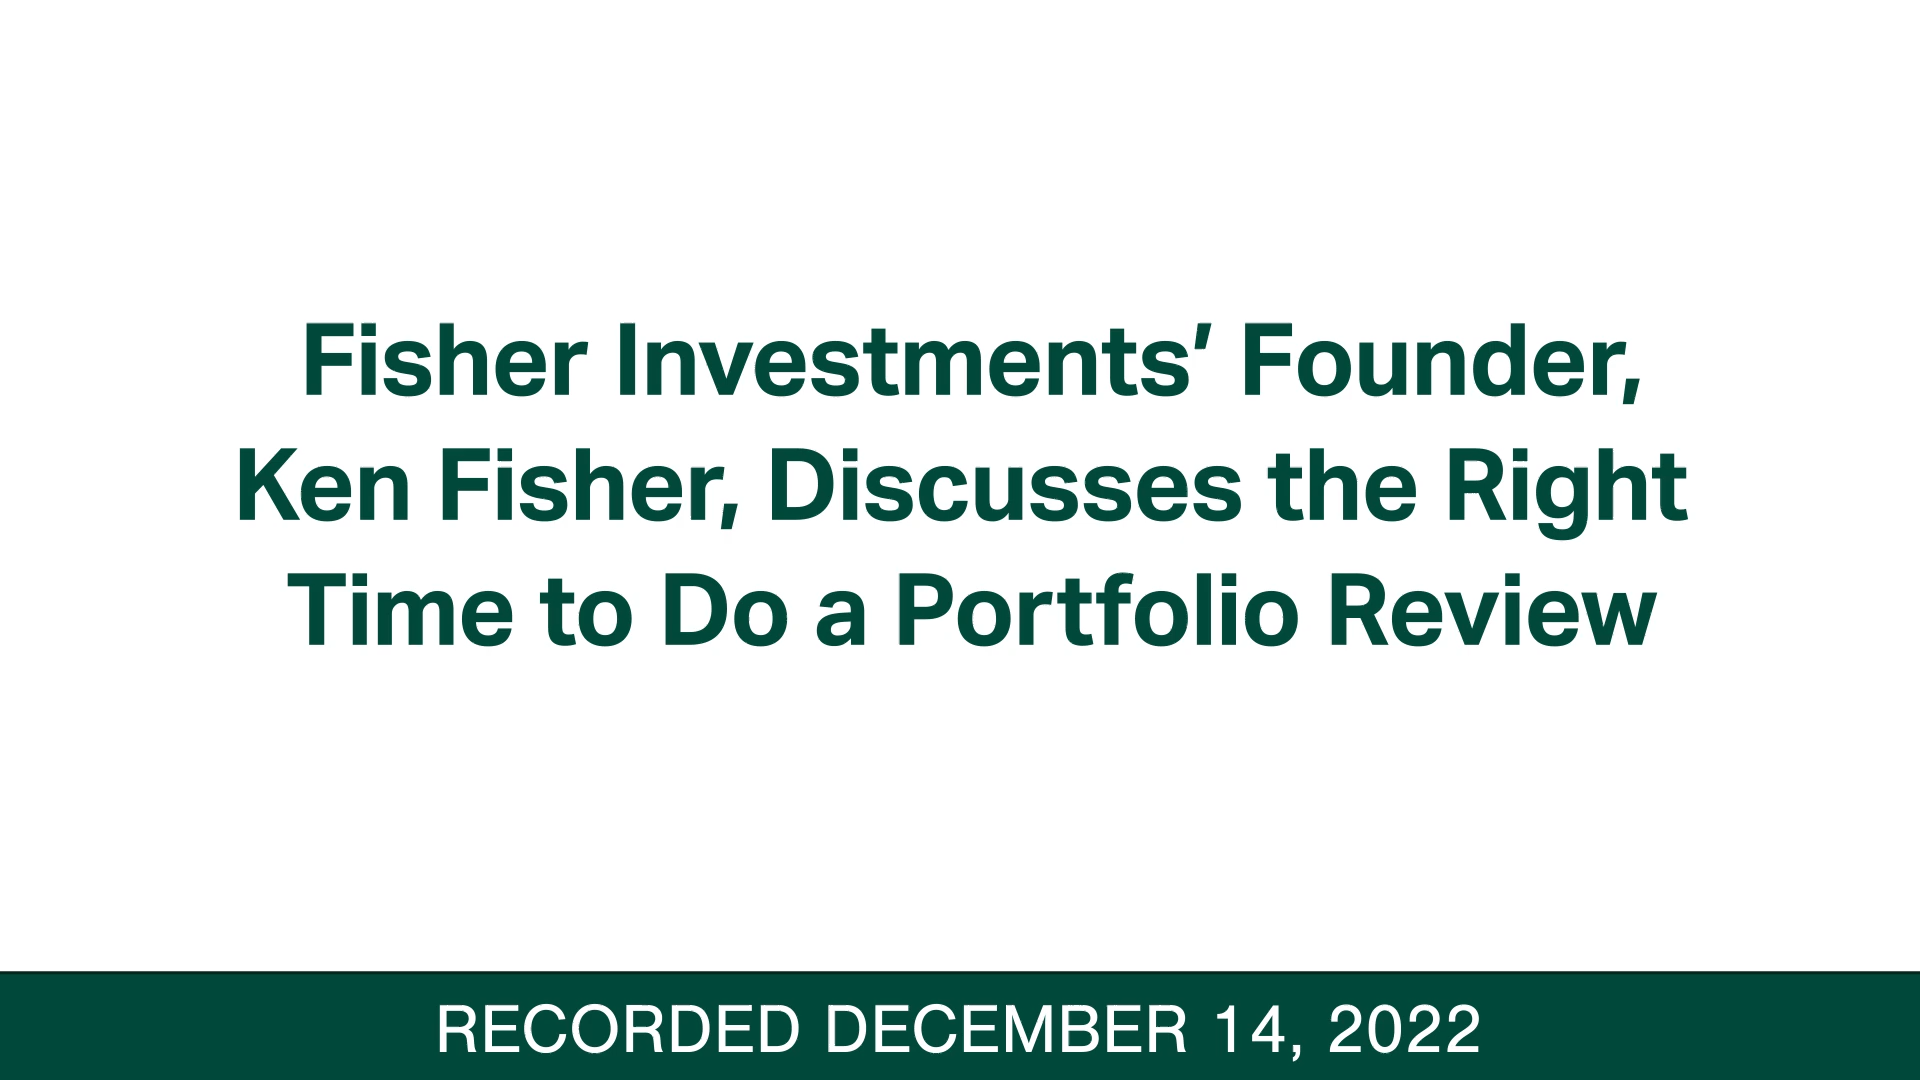 Fisher Investments’ Founder,
Ken Fisher, Discusses the Right
Time to Do a Portfolio Review
RECORDED DECEMBER 14, 2022